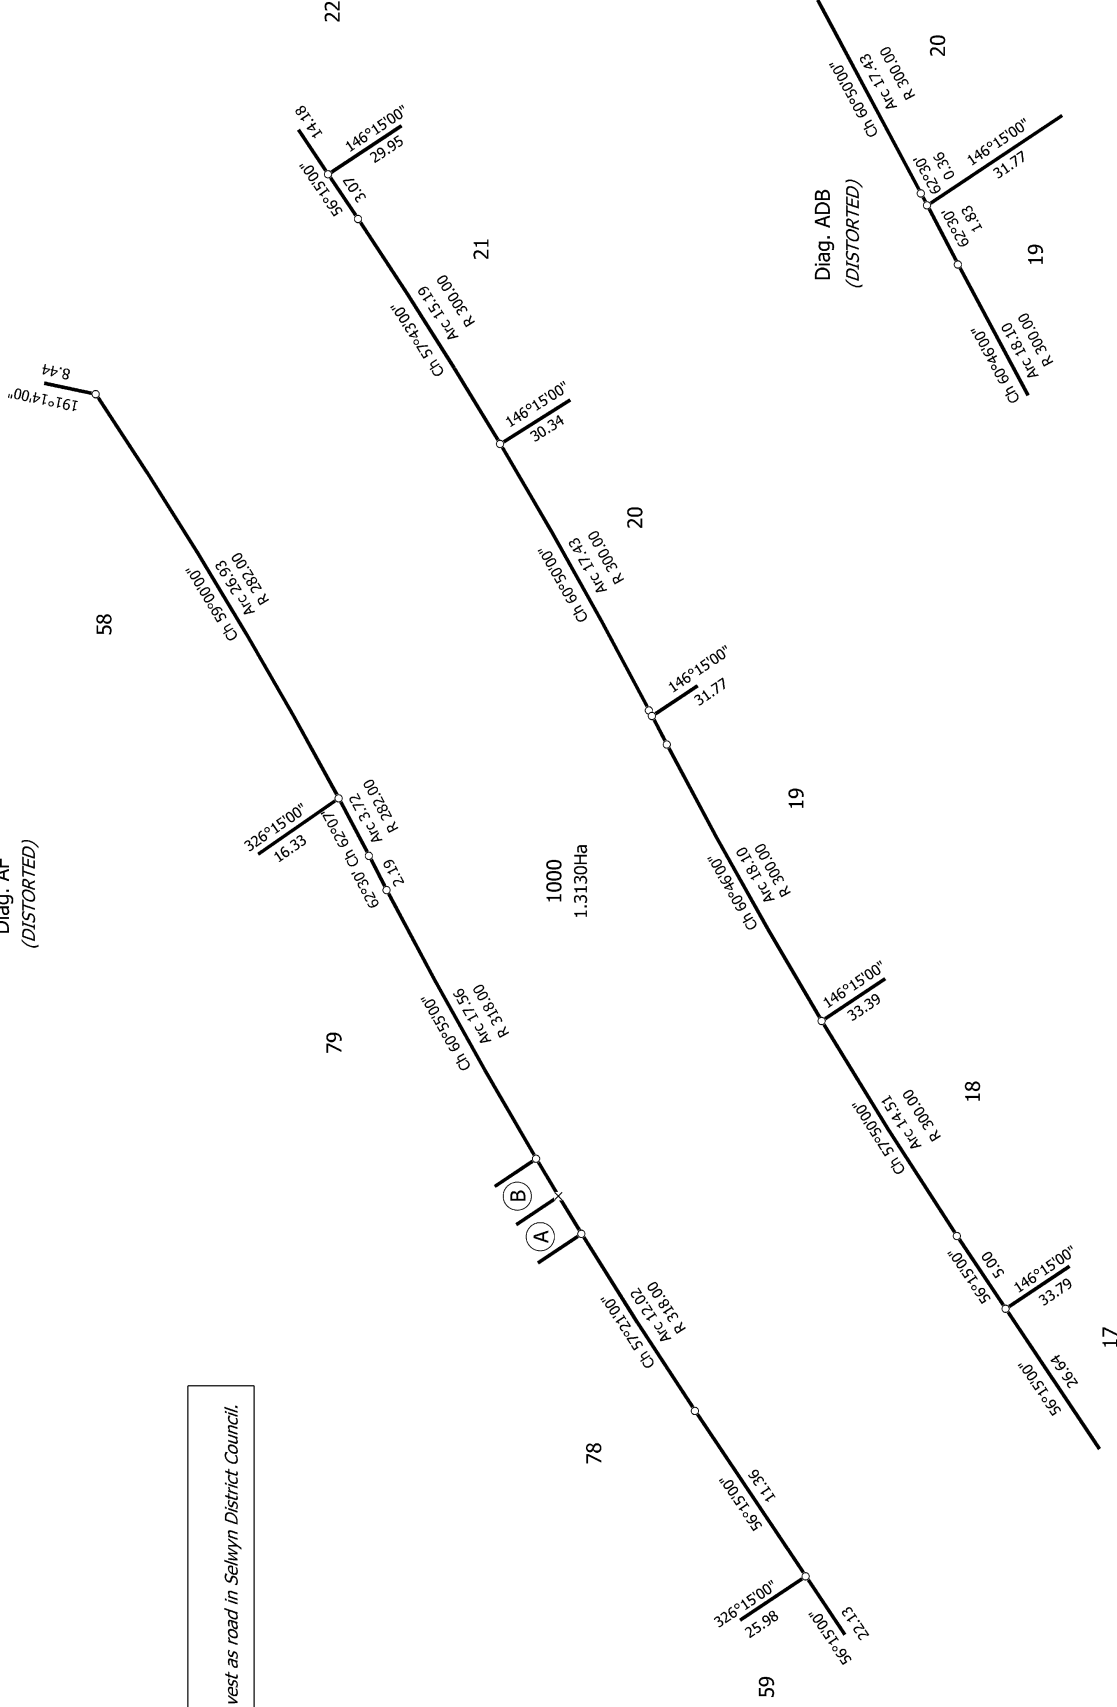 22
14.18
56°15'00"
3.07
146°15'00"
29.95
21
Ch 57°43'00"
Arc 15.19
R 300.00
146°15'00"
30.34
20
Ch 60°50'00"
Arc 17.43
R 300.00
146°15'00"
31.77
19
Ch 60°46'00"
Arc 18.10
R 300.00
146°15'00"
33.39
18
Ch 57°50'00"
Arc 14.51
R 300.00
56°15'00"
5.00
146°15'00"
33.79
17
56°15'00"
26.64
Diag. ADB
(DISTORTED)
20
Ch 60°50'00"
Arc 17.43
R 300.00
62°30'
0.36
146°15'00"
31.77
62°30'
1.83
19
Ch 60°46'00"
Arc 18.10
R 300.00
191°14'00"
8.44
58
Ch 59°00'00"
Arc 26.93
R 282.00
Diag.
(DISTORTED)
326°15'00"
16.33
Ch 62°07'
Arc 3.72
R 282.00
62°30'
2.19
1000
1.3130Ha
79
Ch 60°55'00"
Arc 17.56
R 318.00
B
A
Ch 57°21'00"
Arc 12.02
R 318.00
78
56°15'00"
11.36
326°15'00"
25.98
56°15'00"
22.13
59
vest as road in Selwyn District Council.